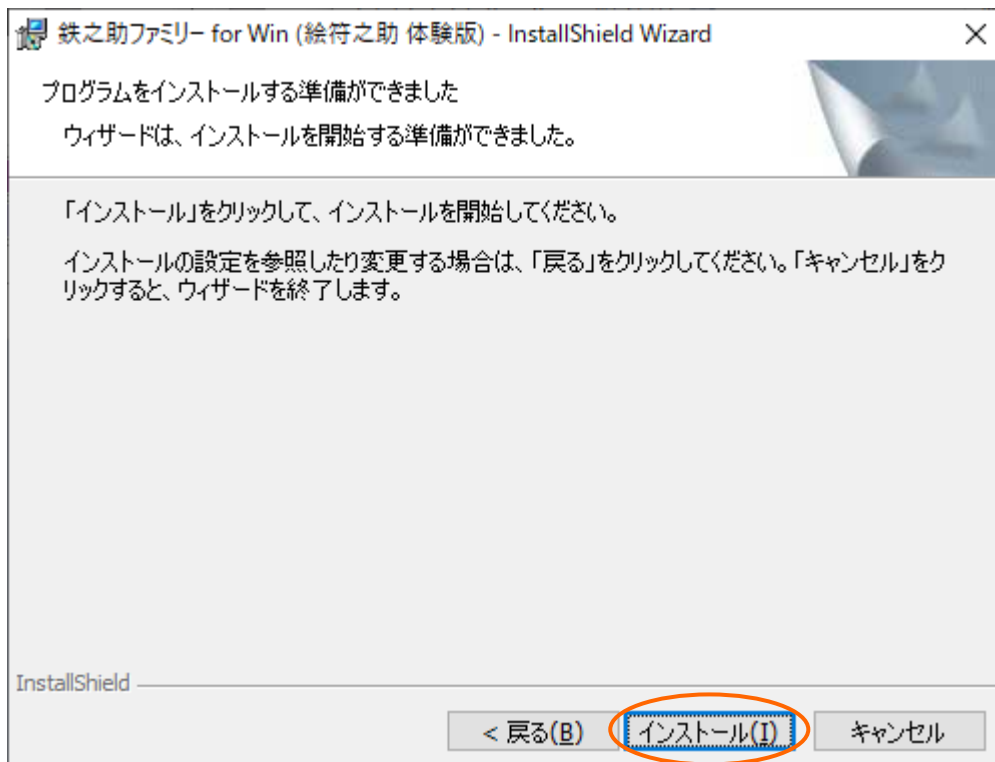 鉄之助ファミリー for Win (絵符之助 体験版) - InstallShield Wizard
プログラムをインストールする準備ができました
ウィザードは、インストールを開始する準備ができました。
「インストール」をクリックして、インストールを開始してください。
インストールの設定を参照したり変更する場合は、「戻る」をクリックしてください。「キャンセル」をク
リックすると、ウィザードを終了します。
InstallShield
< 戻る(B)
インストール(I)
キャンセル